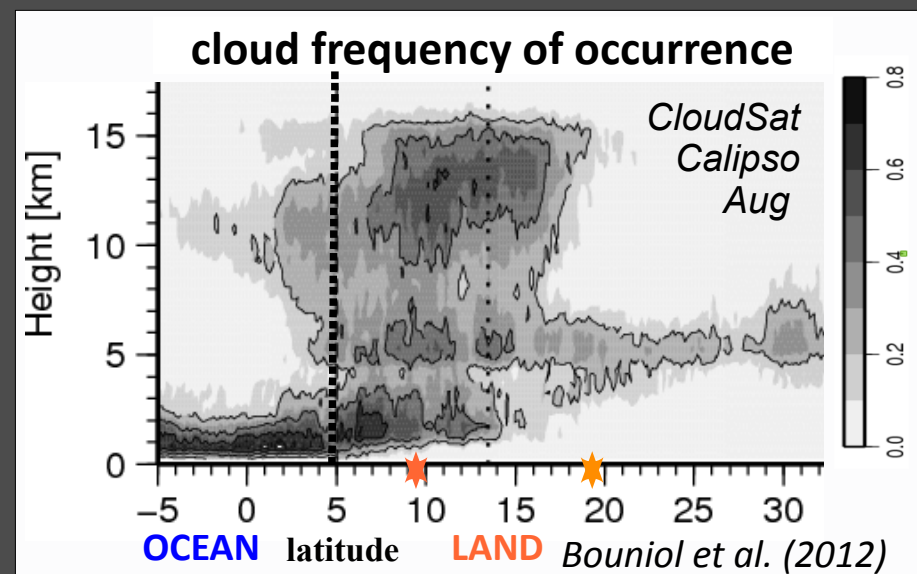 cloud frequency of occurrence
CloudSat
Calipso
Aug
Height [km]
15
10
5
0
−5 0 5 10 15 20 25 30
0.8
0.6
0.4
0.2
0.0
OCEAN latitude LAND Bouniol et al. (2012)